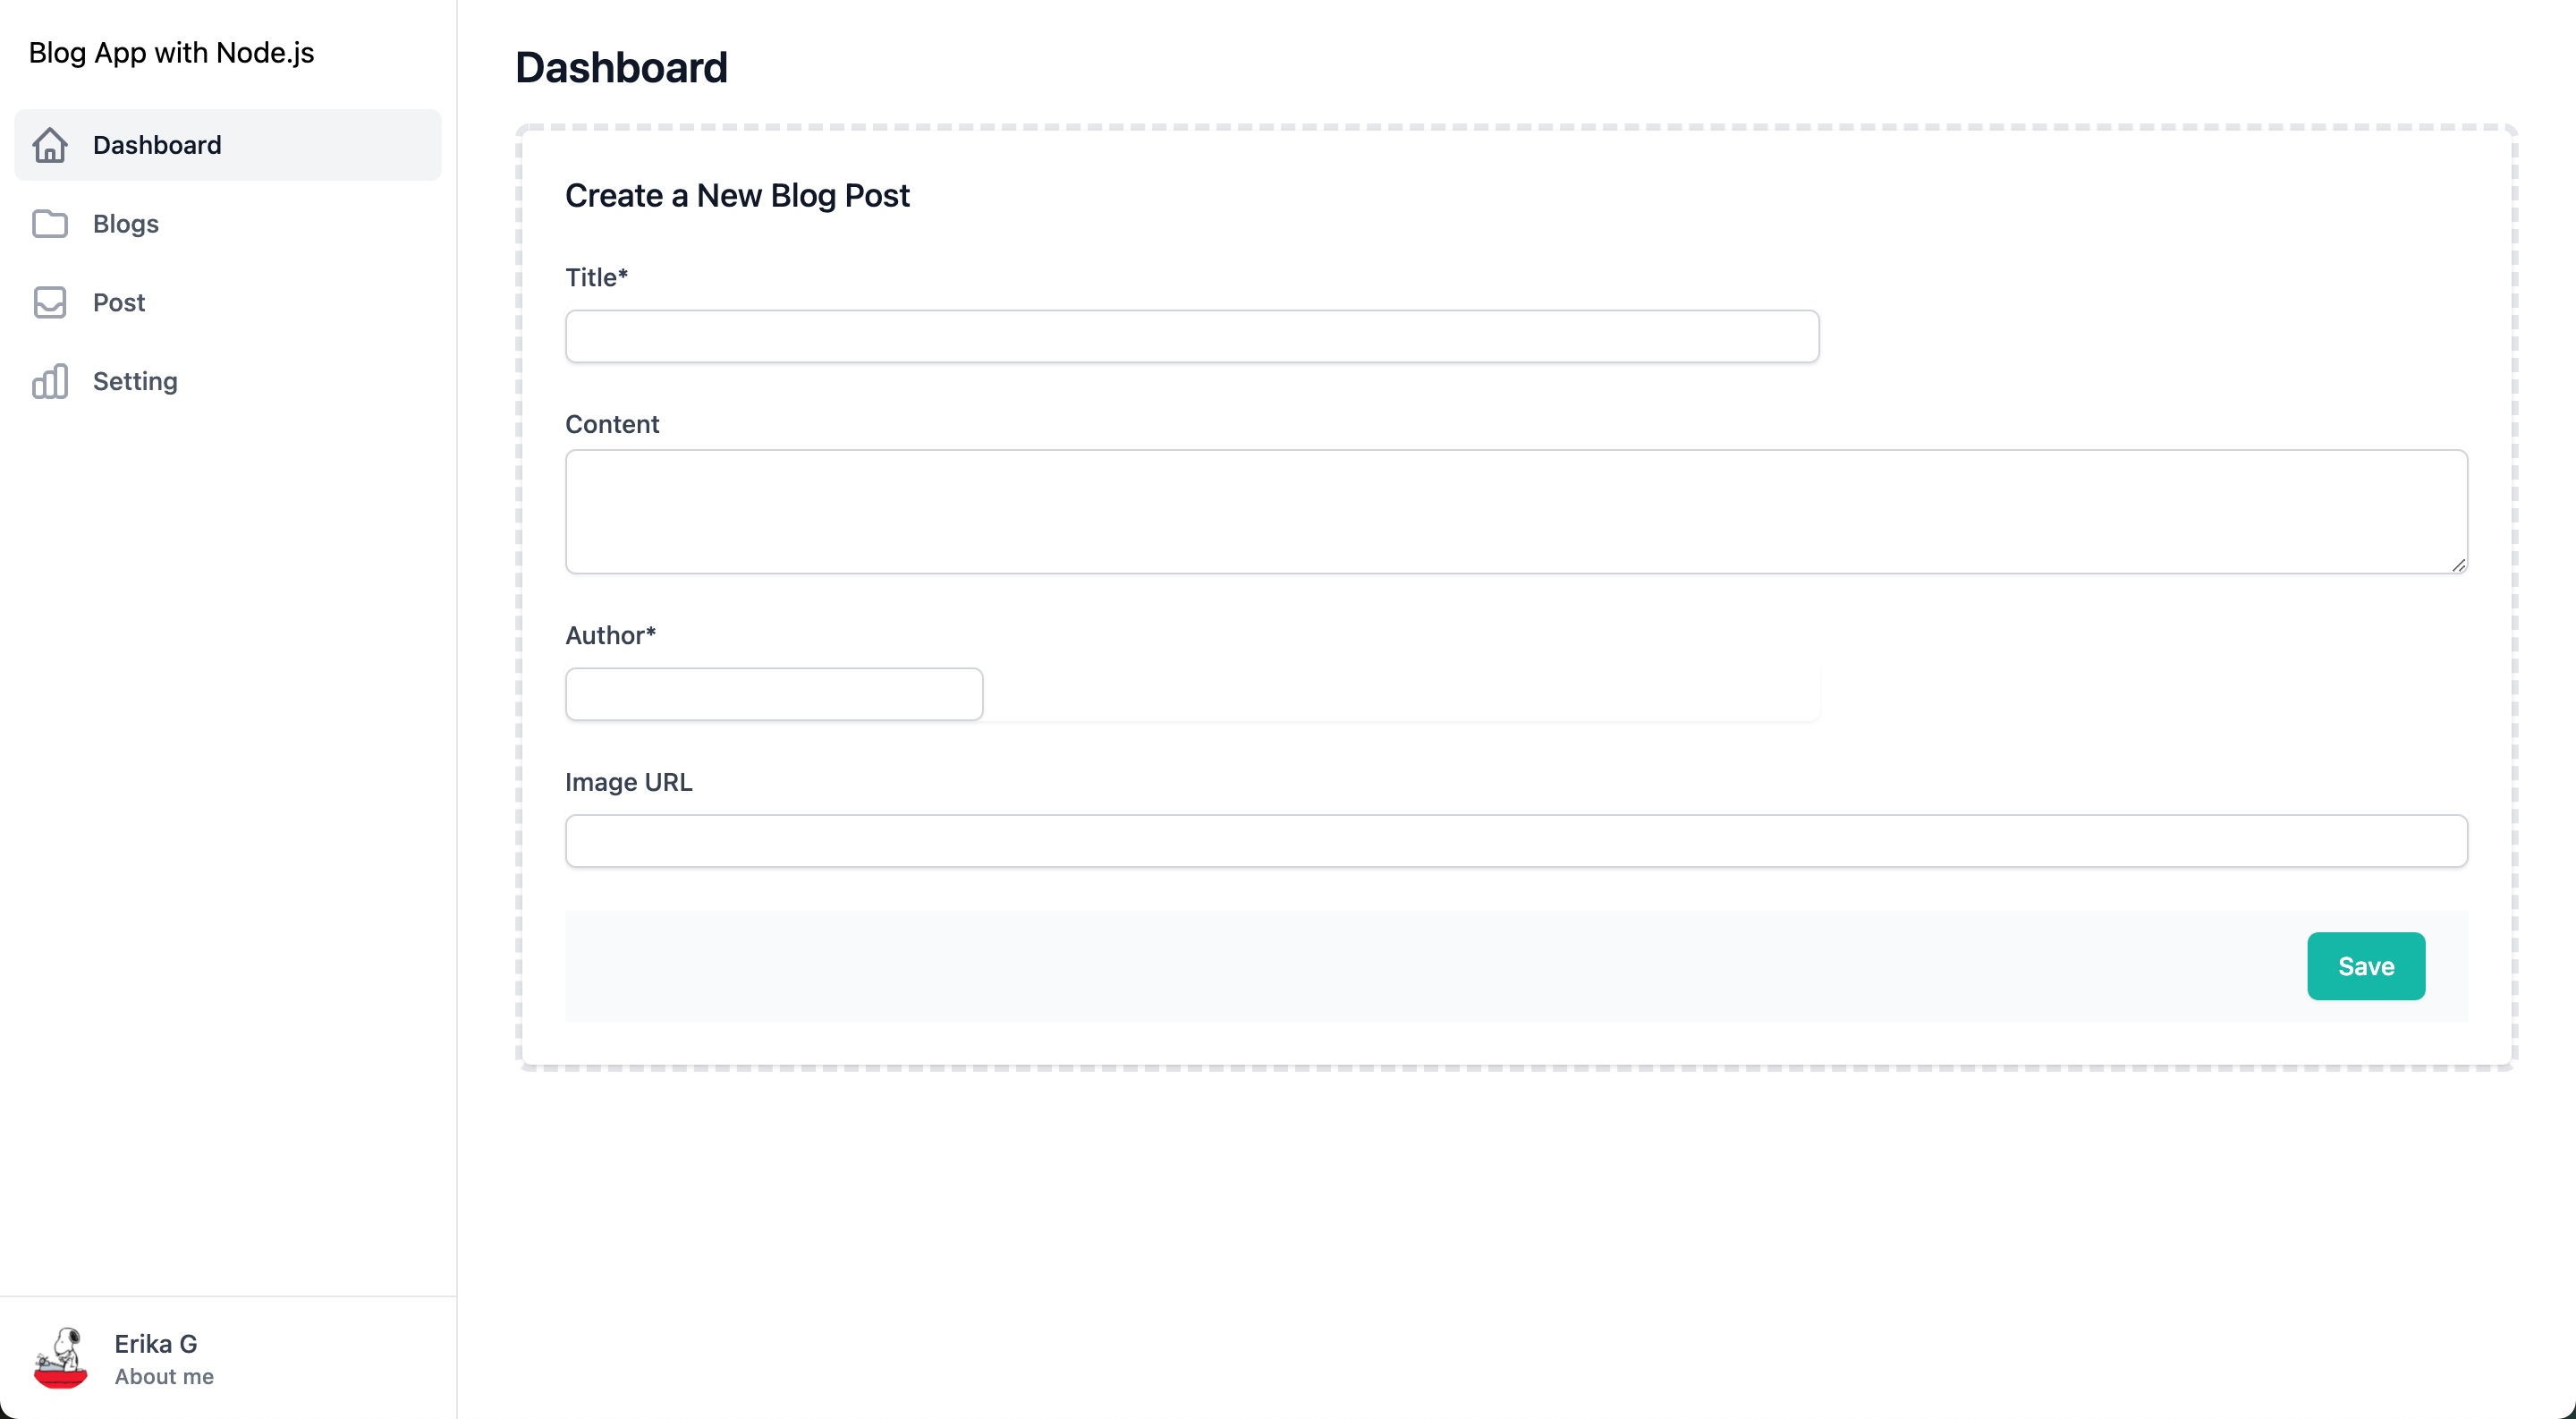 Blog App with Node.js
Dashboard
Blogs
Post
Setting
Erika G
About me
Dashboard
Create a New Blog Post
Title*
Content
Author*
Image URL
Save